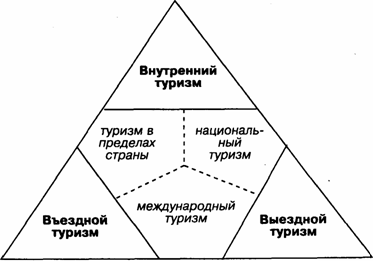 Внутренний
туризм
туризм в
пределах
страны
националь-
ный
туризм
международный
туризм
Въездной
туризм
Выездной
туризм